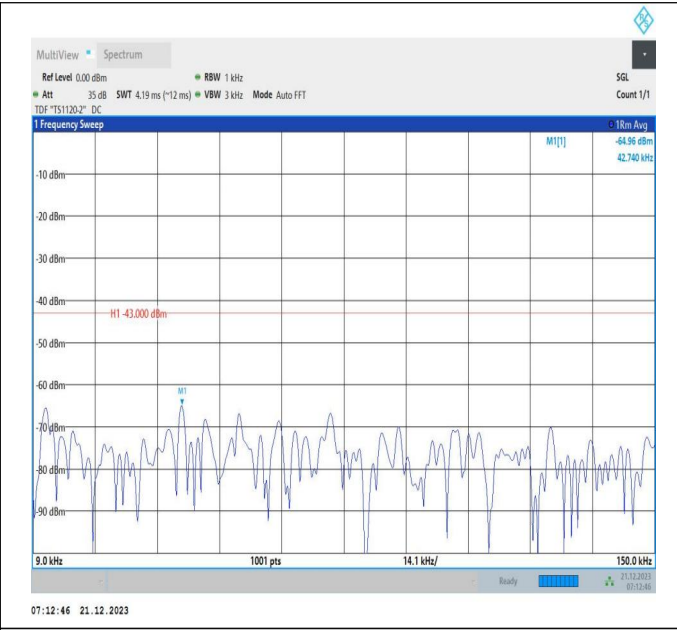 R S
MultiView Spectrum
Ref Level 0.00 dBm RBW 1 kHz SGL
Att 35 dB SWT 4.19 ms (~12 ms) VBW 3 kHz Mode Auto FFT Count 1/1
TDF "TS1120-2" DC
1 Frequency Sweep 1Rm Avg
M1[1] -64.96 dBm
42.740 kHz
-10 dBm
-20 dBm
-30 dBm
-40 dBm
H1 -43.000 dBm
-50 dBm
-60 dBm
M1
-70 dBm
-80 dBm
-90 dBm
9.0 kHz 1001 pts 14.1 kHz/ 150.0 kHz
Ready 21.12.2023
07:12:46
07:12:46 21.12.2023